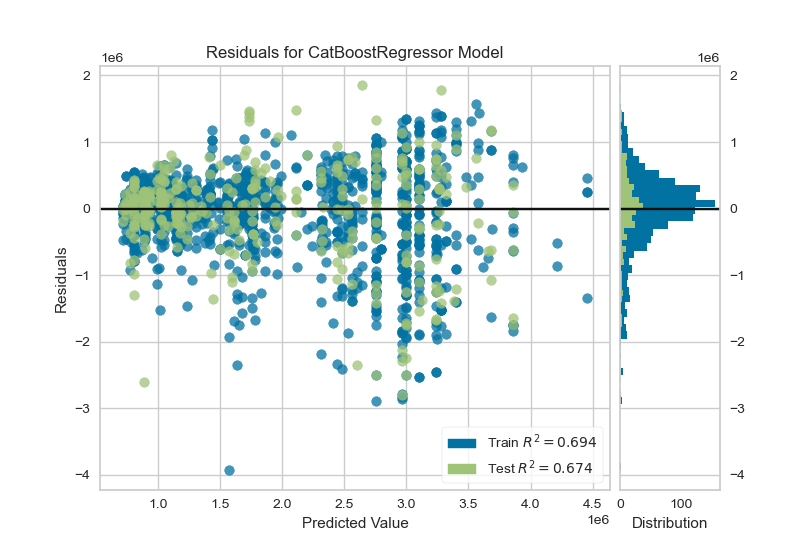 Residuals for CatBoostRegressor Model
1e6
1e6
2
1
0
−1
−2
−3
−4
2
1
0
−1
−2
−3
−4
Residuals
Train R² = 0.694
Test R² = 0.674
1.0 1.5 2.0 2.5 3.0 3.5 4.0 4.5
1e6
0 100
Predicted Value
Distribution